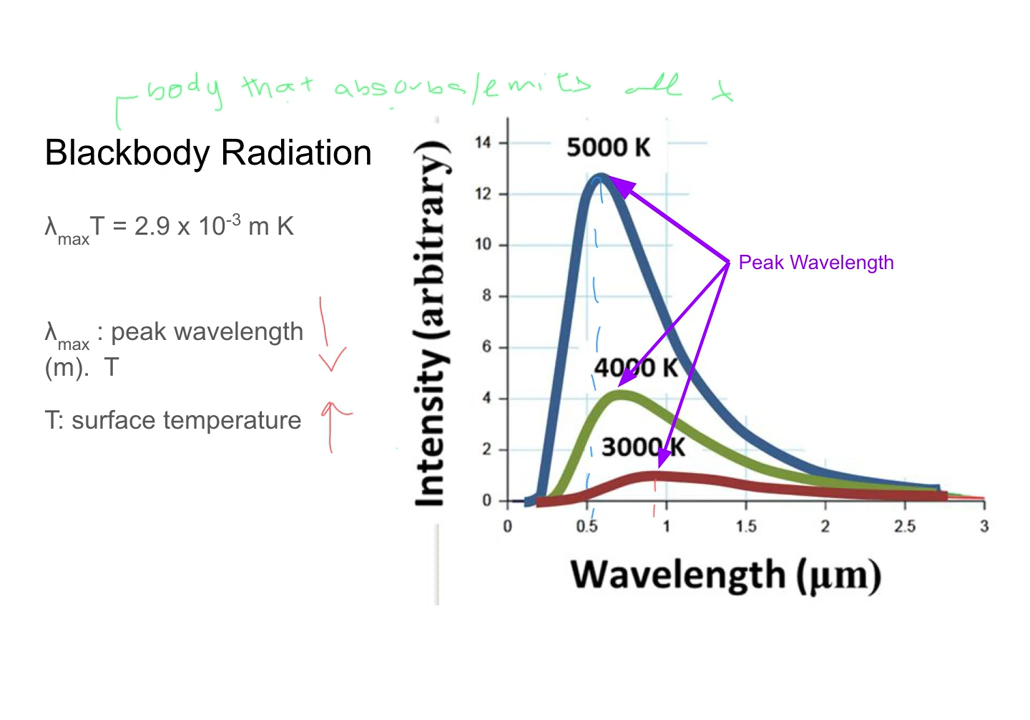 body that absorbs/emits all λ
Blackbody Radiation
λmaxT = 2.9 x 10-3 m K
λmax : peak wavelength
(m). T
T: surface temperature
Intensity (arbitrary)
14
12
10
8
6
4
2
0
5000 K
Peak Wavelength
4000 K
3000 K
0 0.5 1 1.5 2 2.5 3
Wavelength (μm)